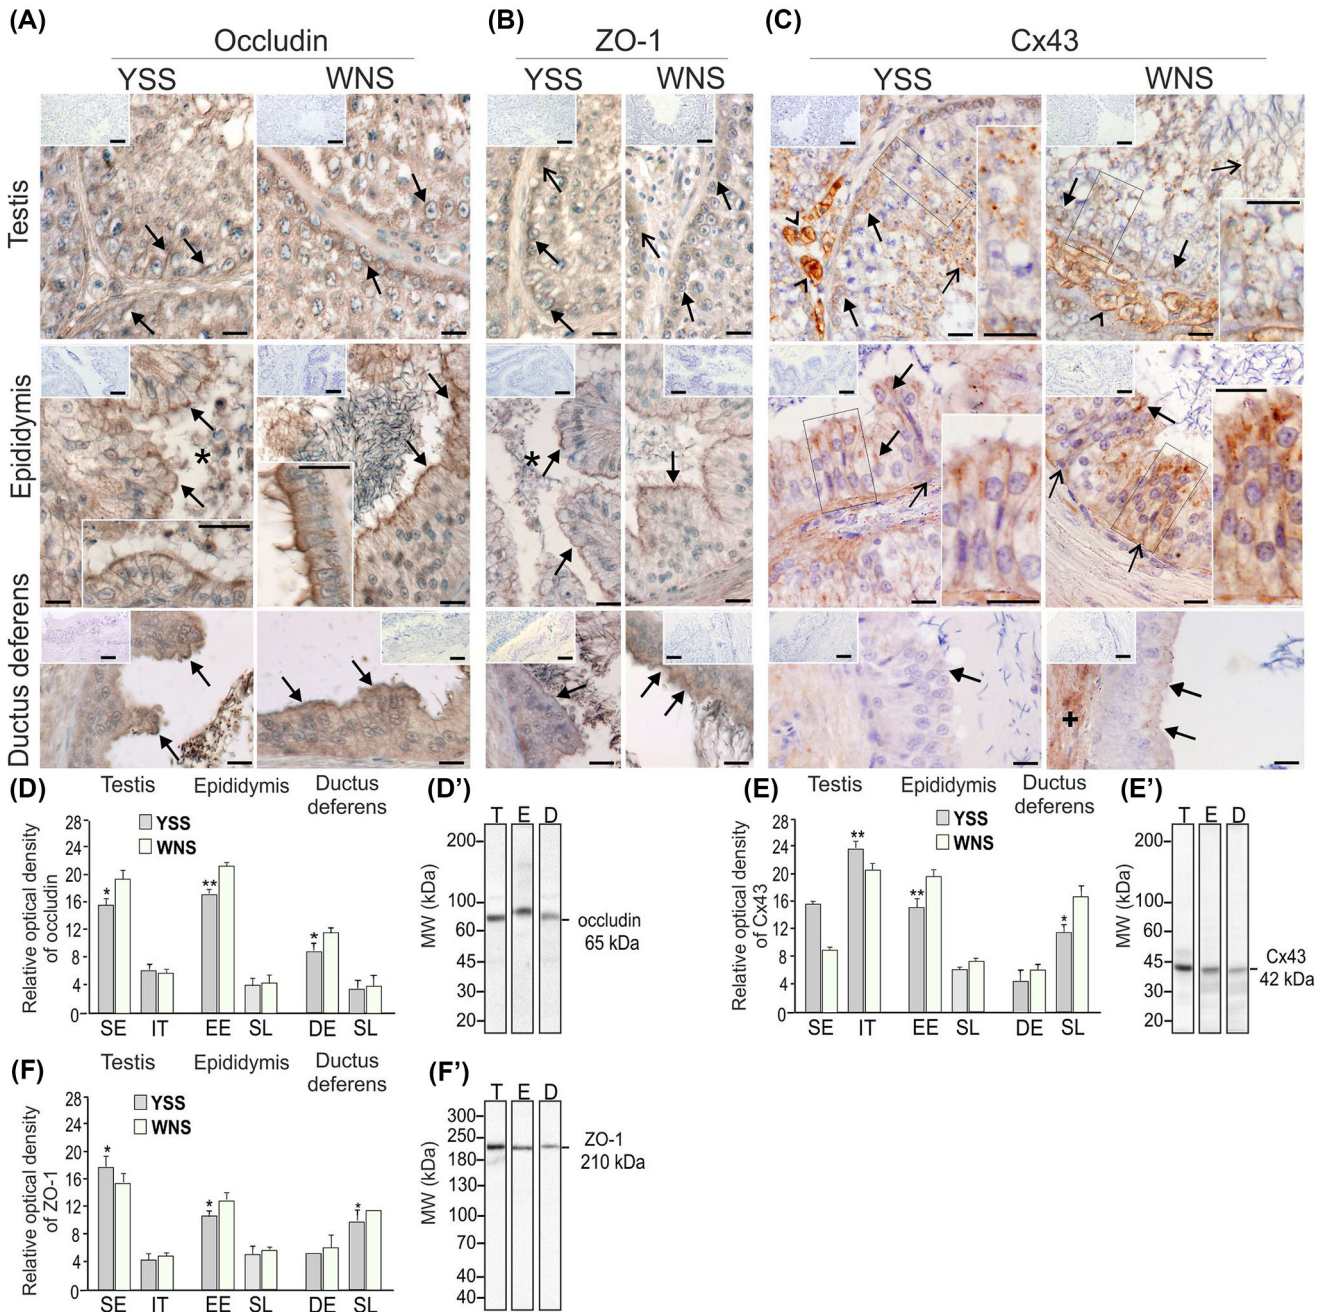 (A)
Occludin
YSS WNS
(B)
ZO-1
YSS WNS
(C)
Cx43
YSS WNS
Testis
Epididymis
*
*
Ductus deferens
+
(D)
Testis Epididymis Ductus
deferens
Relative optical density
of occludin
28
24
20
16
12
8
4
0
YSS
WNS
*
**
*
SE IT EE SL DE SL
(D')
T E D
MW (kDa)
200
100
60
45
30
20
occludin
65 kDa
(E)
Testis Epididymis Ductus
deferens
Relative optical density
of Cx43
28
24
20
16
12
8
4
0
YSS
WNS
**
**
*
SE IT EE SL DE SL
(E')
T E D
MW (kDa)
200
100
60
45
30
20
Cx43
42 kDa
(F)
Testis Epididymis Ductus
deferens
Relative optical density
of ZO-1
28
24
20
16
12
8
4
0
YSS
WNS
*
*
*
SE IT EE SL DE SL
(F')
T E D
MW (kDa)
300
250
180
130
100
70
40
40
ZO-1
210 kDa